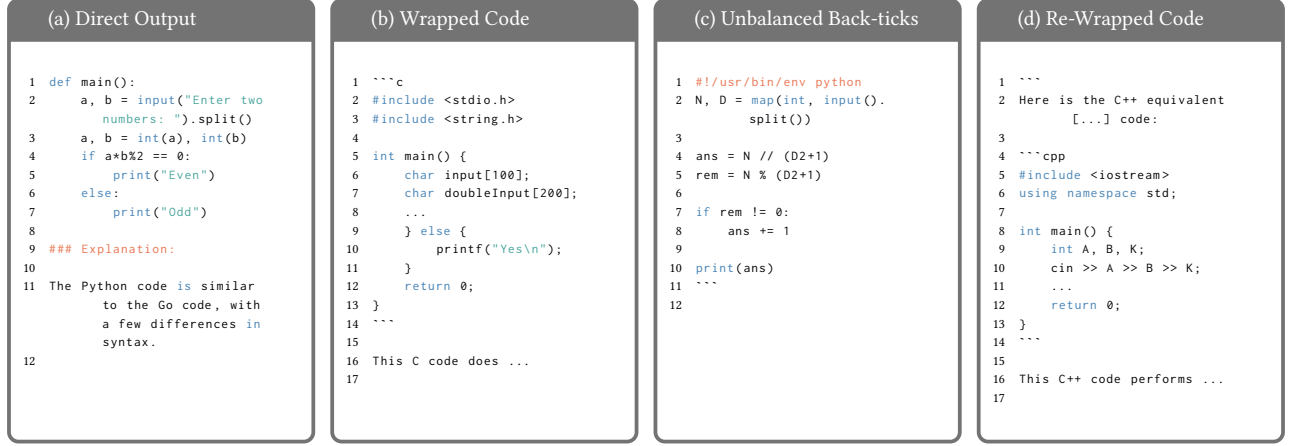 (a) Direct Output
1 def main():
2     a, b = input("Enter two
            numbers: ").split()
3     a, b = int(a), int(b)
4     if a*b%2 == 0:
5         print("Even")
6     else:
7         print("Odd")
8
9 ### Explanation:
10
11 The Python code is similar
        to the Go code, with
        a few differences in
        syntax.
12
(b) Wrapped Code
1 ```c
2 #include <stdio.h>
3 #include <string.h>
4
5 int main() {
6     char input[100];
7     char doubleInput[200];
8     ...
9     } else {
10         printf("Yes\n");
11     }
12     return 0;
13 }
14 ```
15
16 This C code does ...
17
(c) Unbalanced Back-ticks
1 #!/usr/bin/env python
2 N, D = map(int, input().
        split())
3
4 ans = N // (D2+1)
5 rem = N % (D2+1)
6
7 if rem != 0:
8     ans += 1
9
10 print(ans)
11 ```
12
(d) Re-Wrapped Code
1 ```
2 Here is the C++ equivalent
        [...] code:
3
4 ```cpp
5 #include <iostream>
6 using namespace std;
7
8 int main() {
9     int A, B, K;
10     cin >> A >> B >> K;
11     ...
12     return 0;
13 }
14 ```
15
16 This C++ code performs ...
17